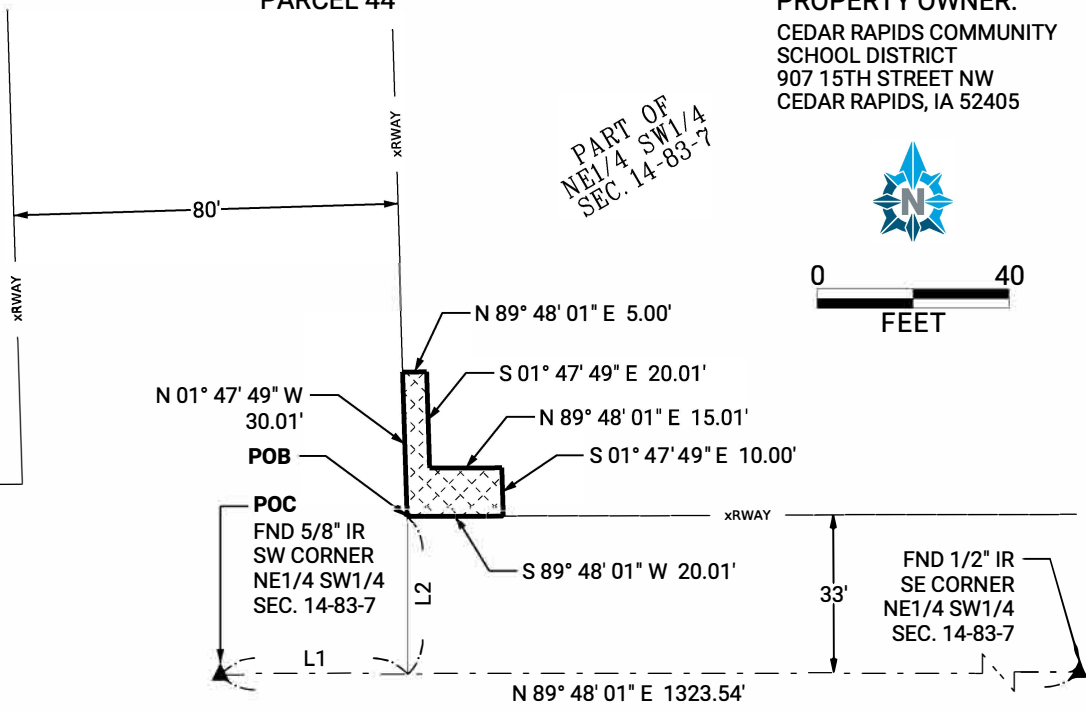 PARCEL 44
PROPERTY OWNER:
CEDAR RAPIDS COMMUNITY
SCHOOL DISTRICT
907 15TH STREET NW
CEDAR RAPIDS, IA 52405
xRWAY
PART OF
NE1/4 SW1/4
SEC. 14-83-7
N
80'
xRWAY
0 40
FEET
N 89° 48' 01" E 5.00'
S 01° 47' 49" E 20.01'
N 01° 47' 49" W
30.01'
N 89° 48' 01" E 15.01'
POB
S 01° 47' 49" E 10.00'
POC
FND 5/8" IR
SW CORNER
NE1/4 SW1/4
SEC. 14-83-7
xRWAY
S 89° 48' 01" W 20.01'
L2
33'
FND 1/2" IR
SE CORNER
NE1/4 SW1/4
SEC. 14-83-7
L1
N 89° 48' 01" E 1323.54'